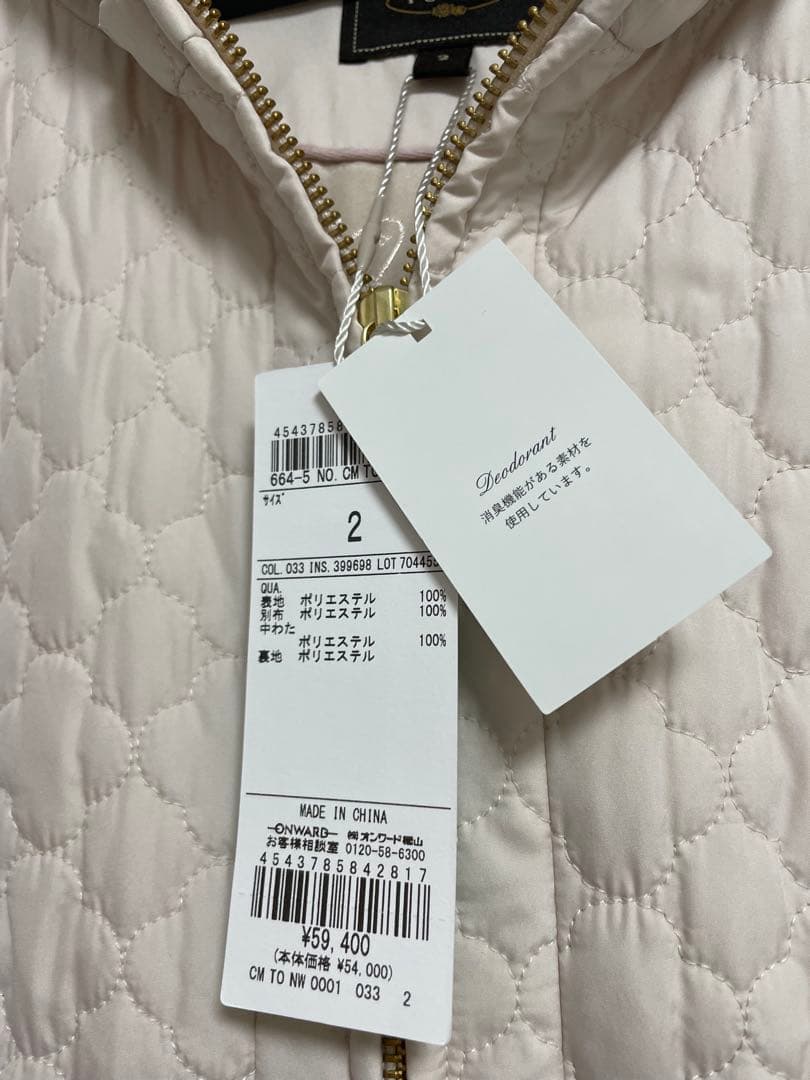 2
4543785
664-5 NO. CM TO
サイズ
2
COL. 033 INS. 399698 LOT 704453
QUA.
表地 ポリエステル 100%
別布 ポリエステル 100%
中わた
ポリエステル 100%
裏地 ポリエステル
MADE IN CHINA
ONWARD ㈱オンワード樫山
お客様相談室 0120-58-6300
4543785842817
¥59,400
(本体価格 ¥54,000)
CM TO NW 0001 033 2
Deodorant
消臭機能がある素材を
使用しています。